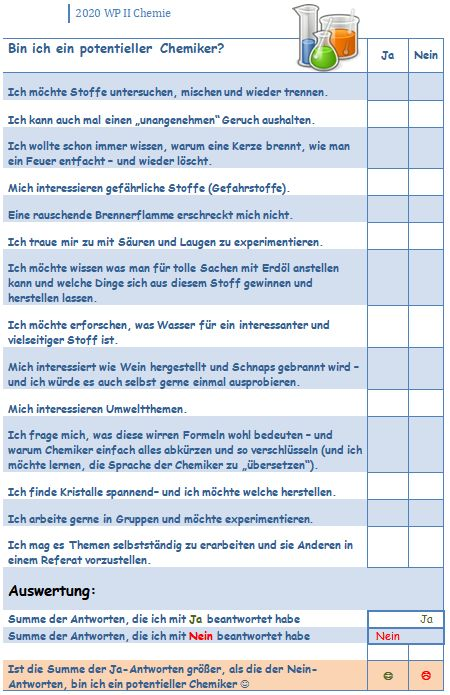 2020 WP II Chemie
Bin ich ein potentieller Chemiker?
Ja Nein
Ich möchte Stoffe untersuchen, mischen und wieder trennen.
Ich kann auch mal einen „unangenehmen“ Geruch aushalten.
Ich wollte schon immer wissen, warum eine Kerze brennt, wie man
ein Feuer entfacht – und wieder löscht.
Mich interessieren gefährliche Stoffe (Gefahrstoffe).
Eine rauschende Brennerflamme erschreckt mich nicht.
Ich traue mir zu mit Säuren und Laugen zu experimentieren.
Ich möchte wissen was man für tolle Sachen mit Erdöl anstellen
kann und welche Dinge sich aus diesem Stoff gewinnen und
herstellen lassen.
Ich möchte erforschen, was Wasser für ein interessanter und
vielseitiger Stoff ist.
Mich interessiert wie Wein hergestellt und Schnaps gebrannt wird –
und ich würde es auch selbst gerne einmal ausprobieren.
Mich interessieren Umweltthemen.
Ich frage mich, was diese wirren Formeln wohl bedeuten – und
warum Chemiker einfach alles abkürzen und so verschlüsseln (und ich
möchte lernen, die Sprache der Chemiker zu „übersetzen“).
Ich finde Kristalle spannend– und ich möchte welche herstellen.
Ich arbeite gerne in Gruppen und möchte experimentieren.
Ich mag es Themen selbstständig zu erarbeiten und sie Anderen in
einem Referat vorzustellen.
Auswertung:
Summe der Antworten, die ich mit Ja beantwortet habe
Ja
Summe der Antworten, die ich mit Nein beantwortet habe
Nein
Ist die Summe der Ja-Antworten größer, als die der Nein-
Antworten, bin ich ein potentieller Chemiker ☺